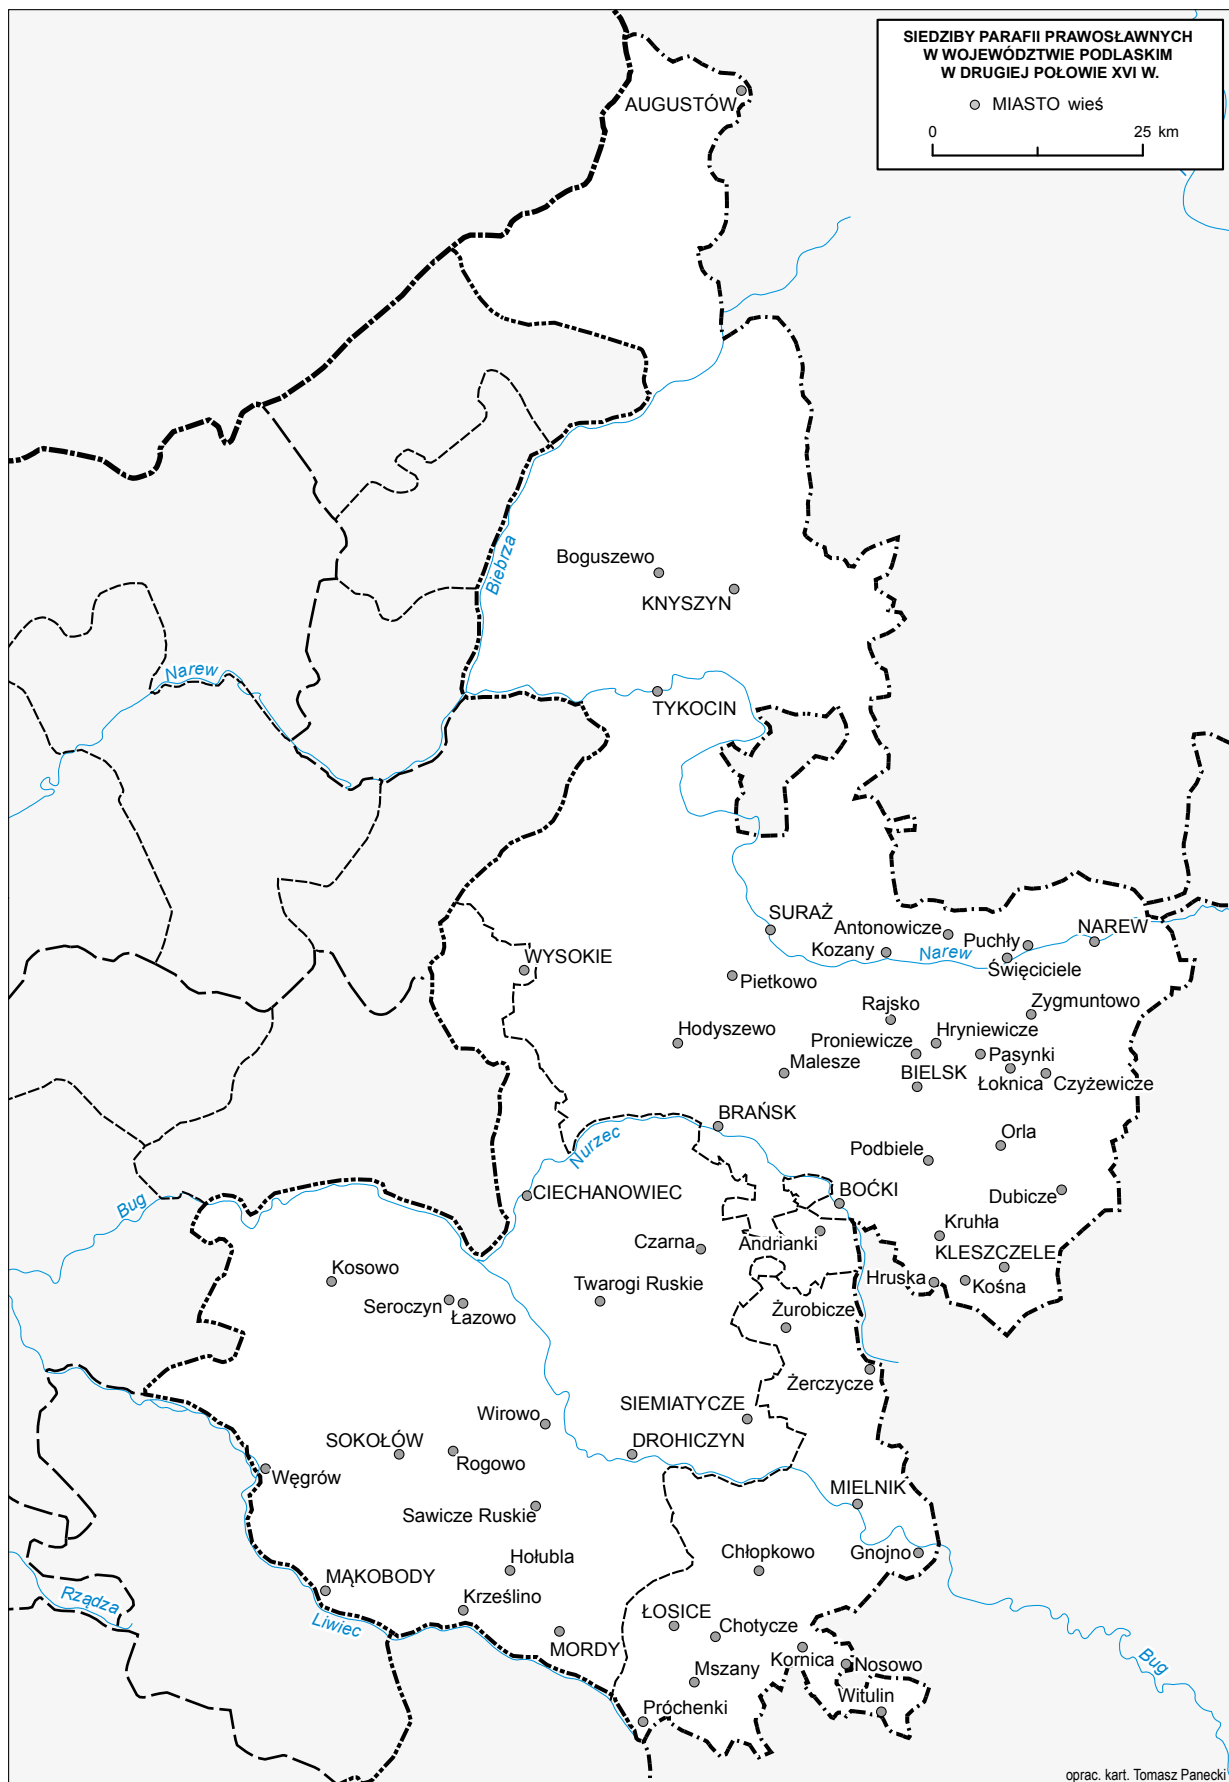 SIEDZIBY PARAFII PRAWOSŁAWNYCH
W WOJEWÓDZTWIE PODLASKIM
W DRUGIEJ POŁOWIE XVI W.
MIASTO wieś
0 25 km
AUGUSTÓW
Boguszewo
KNYSZYN
Biebrza
Narew
TYKOCIN
SURAŻ
Antonowicze
Puchły
NAREW
Kozany
Narew
Święciciele
WYSOKIE
Pietkowo
Rajsko
Zygmuntowo
Hodyszewo
Proniewicze
Hryniewicze
Malesze
Pasynki
BIELSK
Łoknica
Czyżewicze
BRAŃSK
Nurzec
Orla
Podbiele
Bug
CIECHANOWIEC
BOĆKI
Dubicze
Czarna
Andrianki
Kruhła
KLESZCZELE
Kosowo
Twarogi Ruskie
Hruska
Kośna
Seroczyn
Łazowo
Żurobicze
Żerczycze
Wirowo
SIEMIATYCZE
SOKOŁÓW
Rogowo
DROHICZYN
Węgrów
MIELNIK
Sawicze Ruskie
Hołubla
Chłopkowo
Gnojno
MĄKOBODY
Rządza
Krześlino
Liwiec
ŁOSICE
Chotycze
MORDY
Kornica
Nosowo
Bug
Mszany
Witulin
Próchenki
oprac. kart. Tomasz Panecki